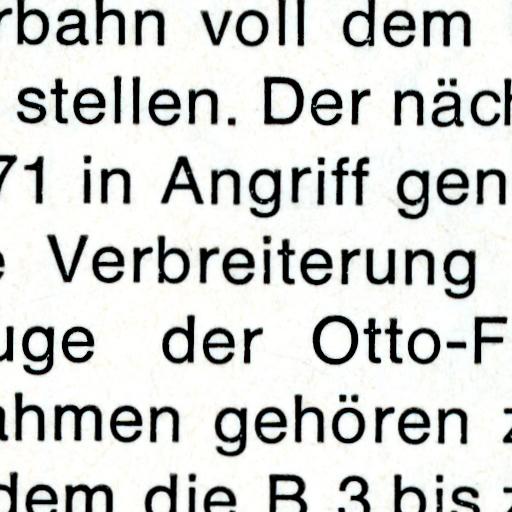 rbahn voll dem
stellen. Der näch
71 in Angriff gen
e Verbreiterung
uge der Otto-F
ahmen gehören z
dem die B 3 bis z